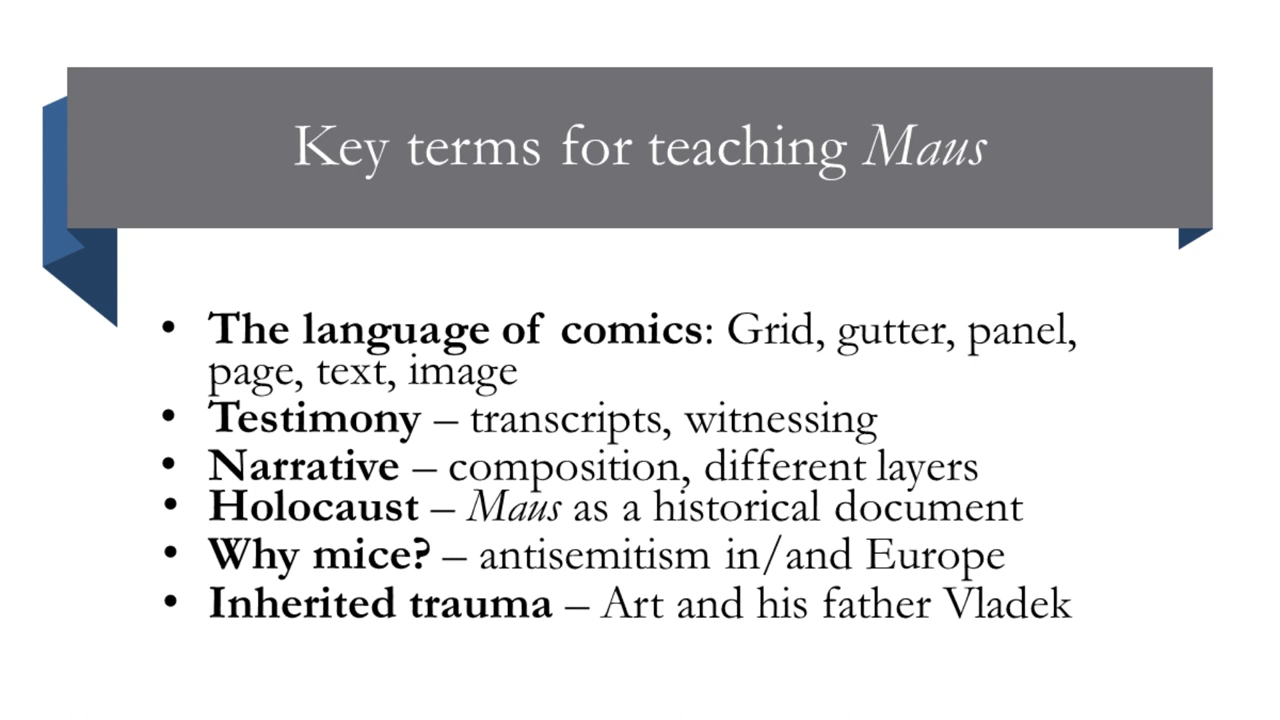 Key terms for teaching Maus
• The language of comics: Grid, gutter, panel,
page, text, image
• Testimony – transcripts, witnessing
• Narrative – composition, different layers
• Holocaust – Maus as a historical document
• Why mice? – antisemitism in/and Europe
• Inherited trauma – Art and his father Vladek